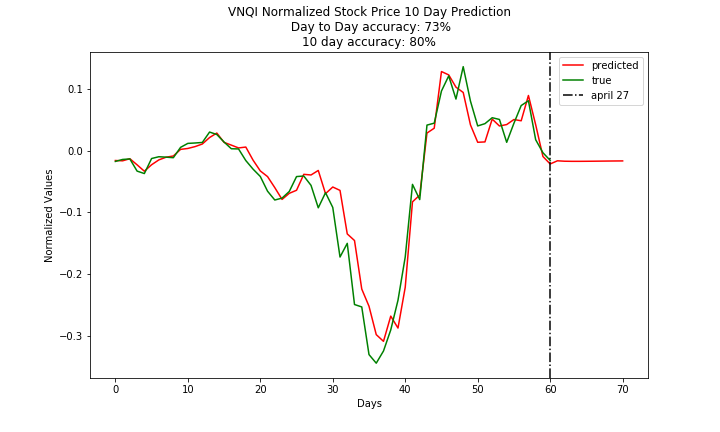 VNQI Normalized Stock Price 10 Day Prediction
Day to Day accuracy: 73%
10 day accuracy: 80%
predicted
true
april 27
0.1
0.0
−0.1
−0.2
−0.3
Normalized Values
0 10 20 30 40 50 60 70
Days